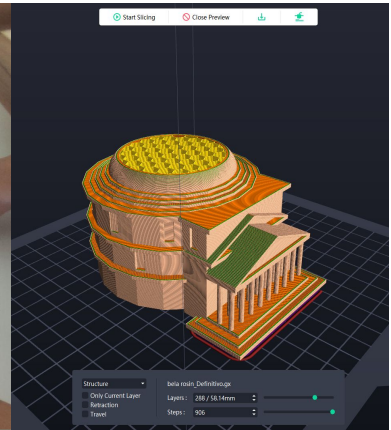 Start Slicing Close Preview
Structure
Only Current Layer
Retraction
Travel
bela rosin_Definitivo.gx
Layers : 288 / 58.14mm
Steps : 906